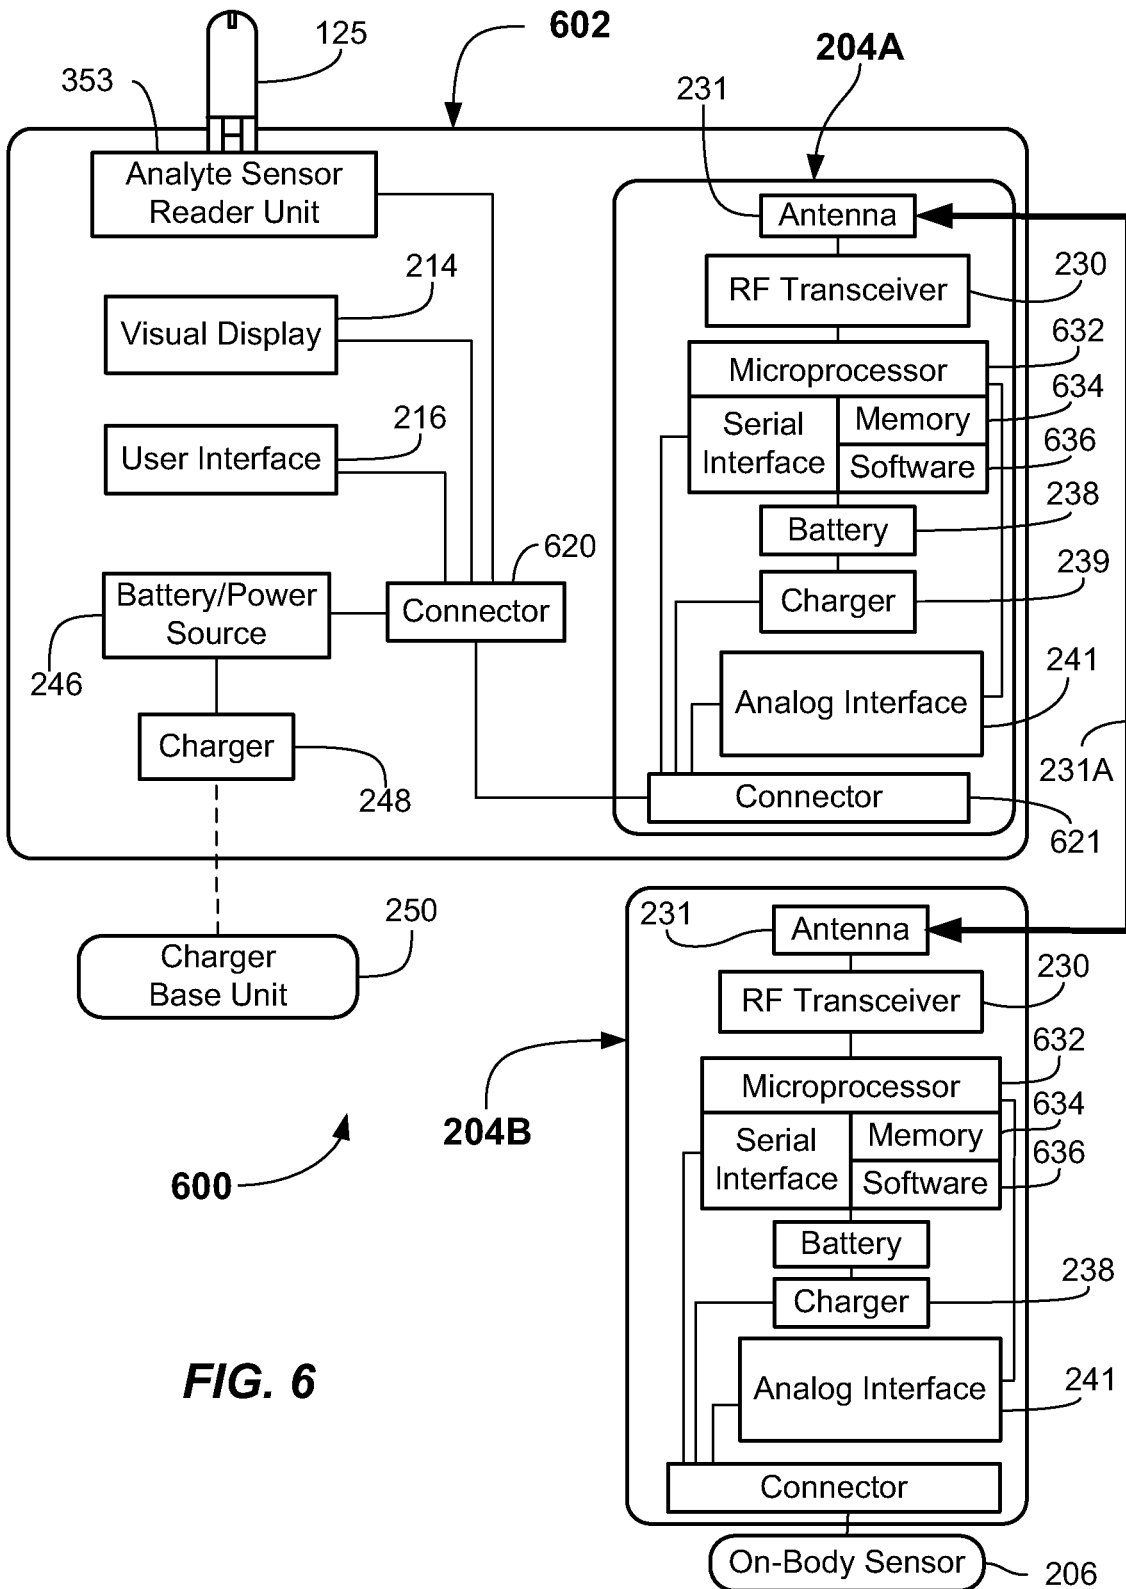 125
602
204A
353
231
Analyte Sensor
Reader Unit
Antenna
214
230
RF Transceiver
Visual Display
632
Microprocessor
634
216
Serial
Interface
Memory
User Interface
636
Software
238
Battery
620
239
Battery/Power
Source
Connector
Charger
246
241
Analog Interface
Charger
231A
248
Connector
621
250
231
Antenna
Charger
Base Unit
230
RF Transceiver
632
Microprocessor
634
204B
Serial
Interface
Memory
636
600
Software
Battery
238
Charger
FIG. 6
241
Analog Interface
Connector
On-Body Sensor
206